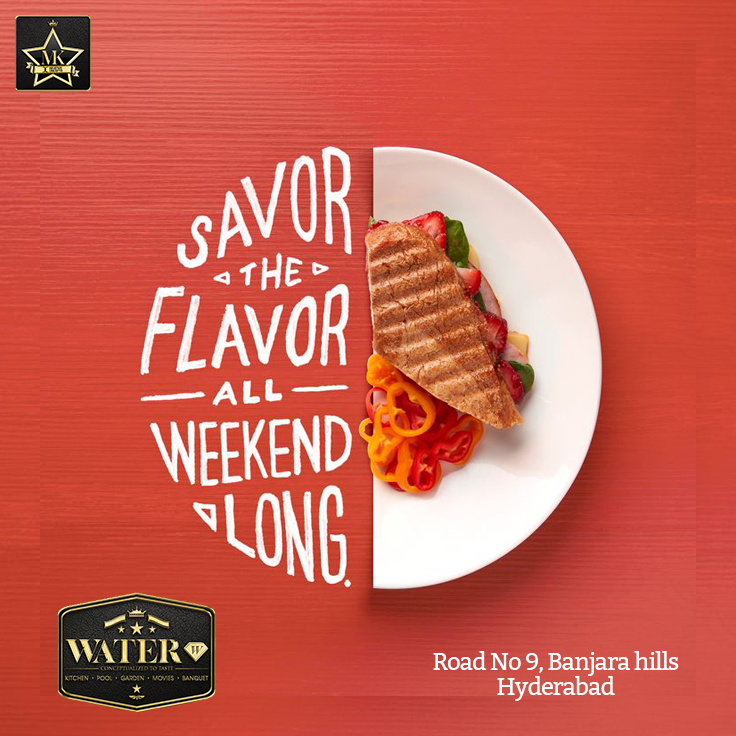 MK
SAVOR
THE
FLAVOR
ALL
WEEKEND
LONG.
WATER W
CONCEPTUALIZED TO TASTE
KITCHEN • POOL • GARDEN • MOVIES • BANQUET
Road No 9, Banjara hills
Hyderabad